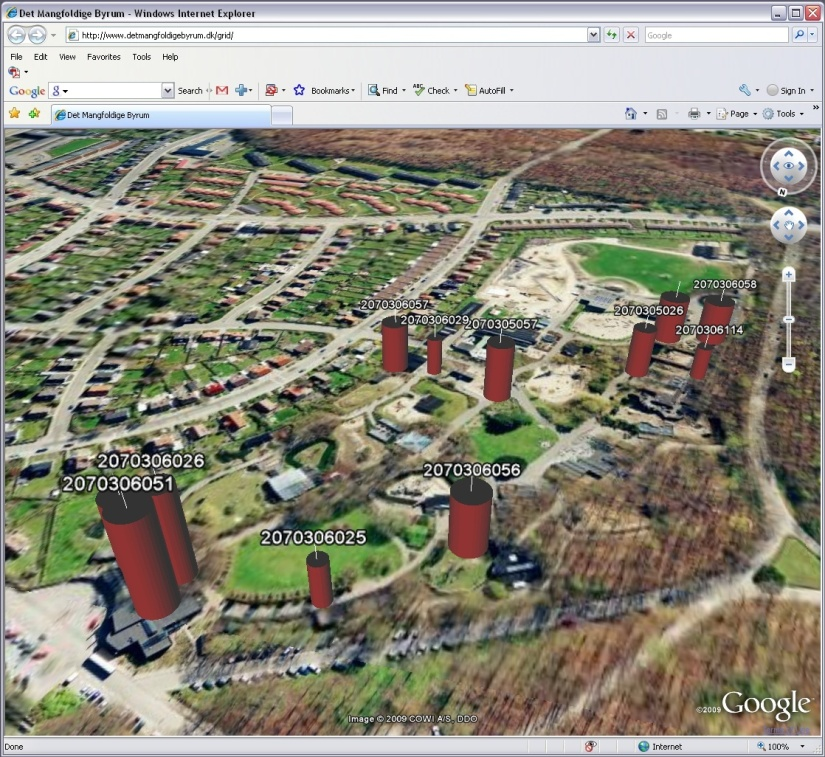 Det Mangfoldige Byrum - Windows Internet Explorer
http://www.detmangfoldigebyrum.dk/grid/
Google
File Edit View Favorites Tools Help
Google
Search
Bookmarks
Find
Check
AutoFill
Sign In
Det Mangfoldige Byrum
Page
Tools
N
2070306058
2070306057
2070306029
2070305057
2070305026
2070306114
2070306026
2070306051
2070306056
2070306025
©2009 Google
Image © 2009 COWI A/S, DDO
Done
Internet
100%